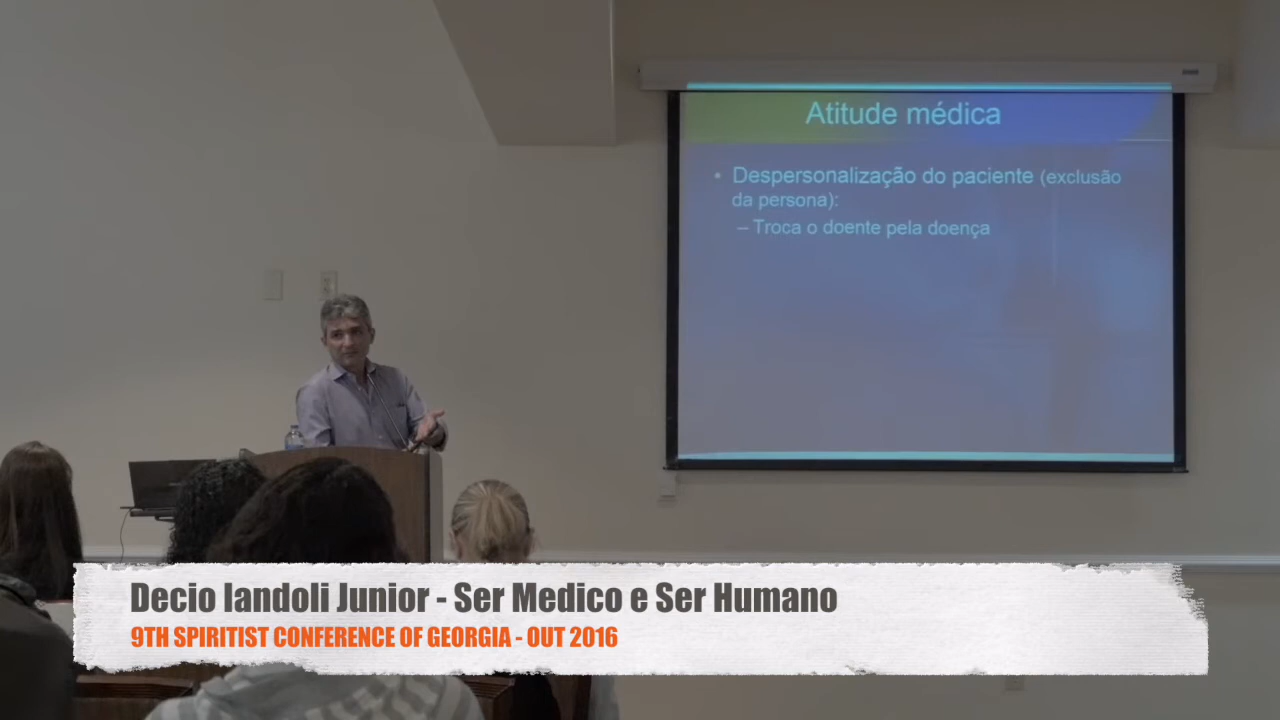 Atitude médica
• Despersonalização do paciente (exclusão
da persona):
– Troca o doente pela doença
Decio Iandoli Junior - Ser Medico e Ser Humano
9TH SPIRITIST CONFERENCE OF GEORGIA - OUT 2016